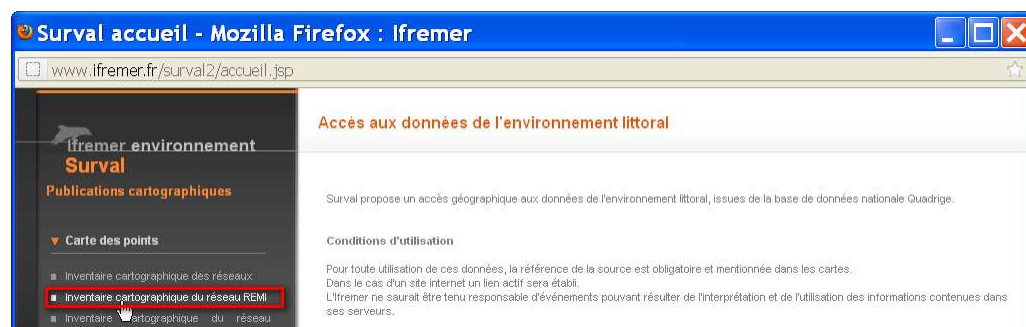 Surval accueil - Mozilla Firefox : Ifremer
www.ifremer.fr/surval2/accueil.jsp
Ifremer environnement
Surval
Publications cartographiques
Carte des points
Inventaire cartographique des réseaux
Inventaire cartographique du réseau REMI
Inventaire cartographique du réseau
Accés aux données de l'environnement littoral
Surval propose un accès géographique aux données de l'environnement littoral, issues de la base de données nationale Quadrige.
Conditions d'utilisation
Pour toute utilisation de ces données, la référence de la source est obligatoire et mentionnée dans les cartes.
Dans le cas d'un site internet un lien actif sera établi.
L'Ifremer ne saurait être tenu responsable d'événements pouvant résulter de l'interprétation et de l'utilisation des informations contenues dans
ses serveurs.